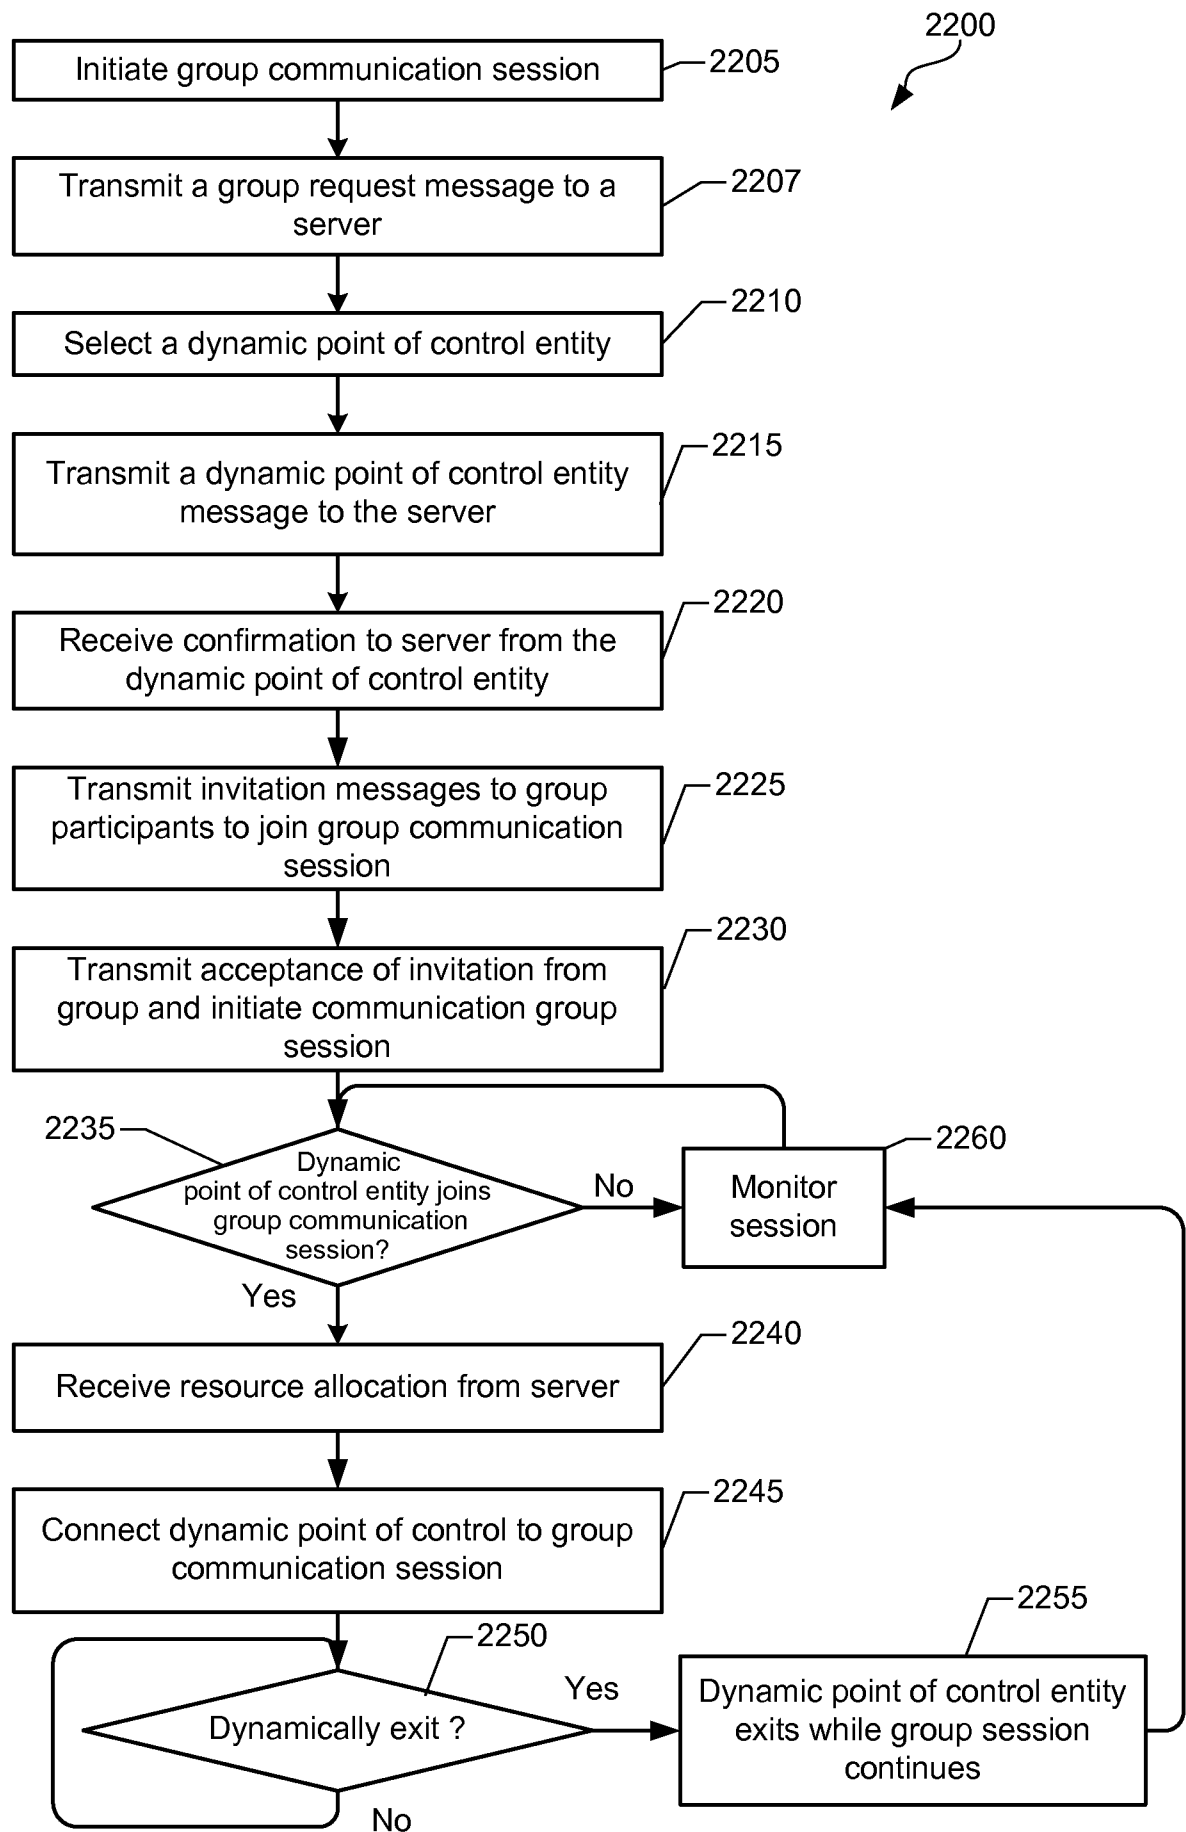 2200
Initiate group communication session
2205
Transmit a group request message to a
server
2207
Select a dynamic point of control entity
2210
Transmit a dynamic point of control entity
message to the server
2215
Receive confirmation to server from the
dynamic point of control entity
2220
Transmit invitation messages to group
participants to join group communication
session
2225
Transmit acceptance of invitation from
group and initiate communication group
session
2230
2235
Dynamic
point of control entity joins
group communication
session?
No
Monitor
session
2260
Yes
Receive resource allocation from server
2240
Connect dynamic point of control to group
communication session
2245
Dynamically exit ?
2250
Yes
No
Dynamic point of control entity
exits while group session
continues
2255